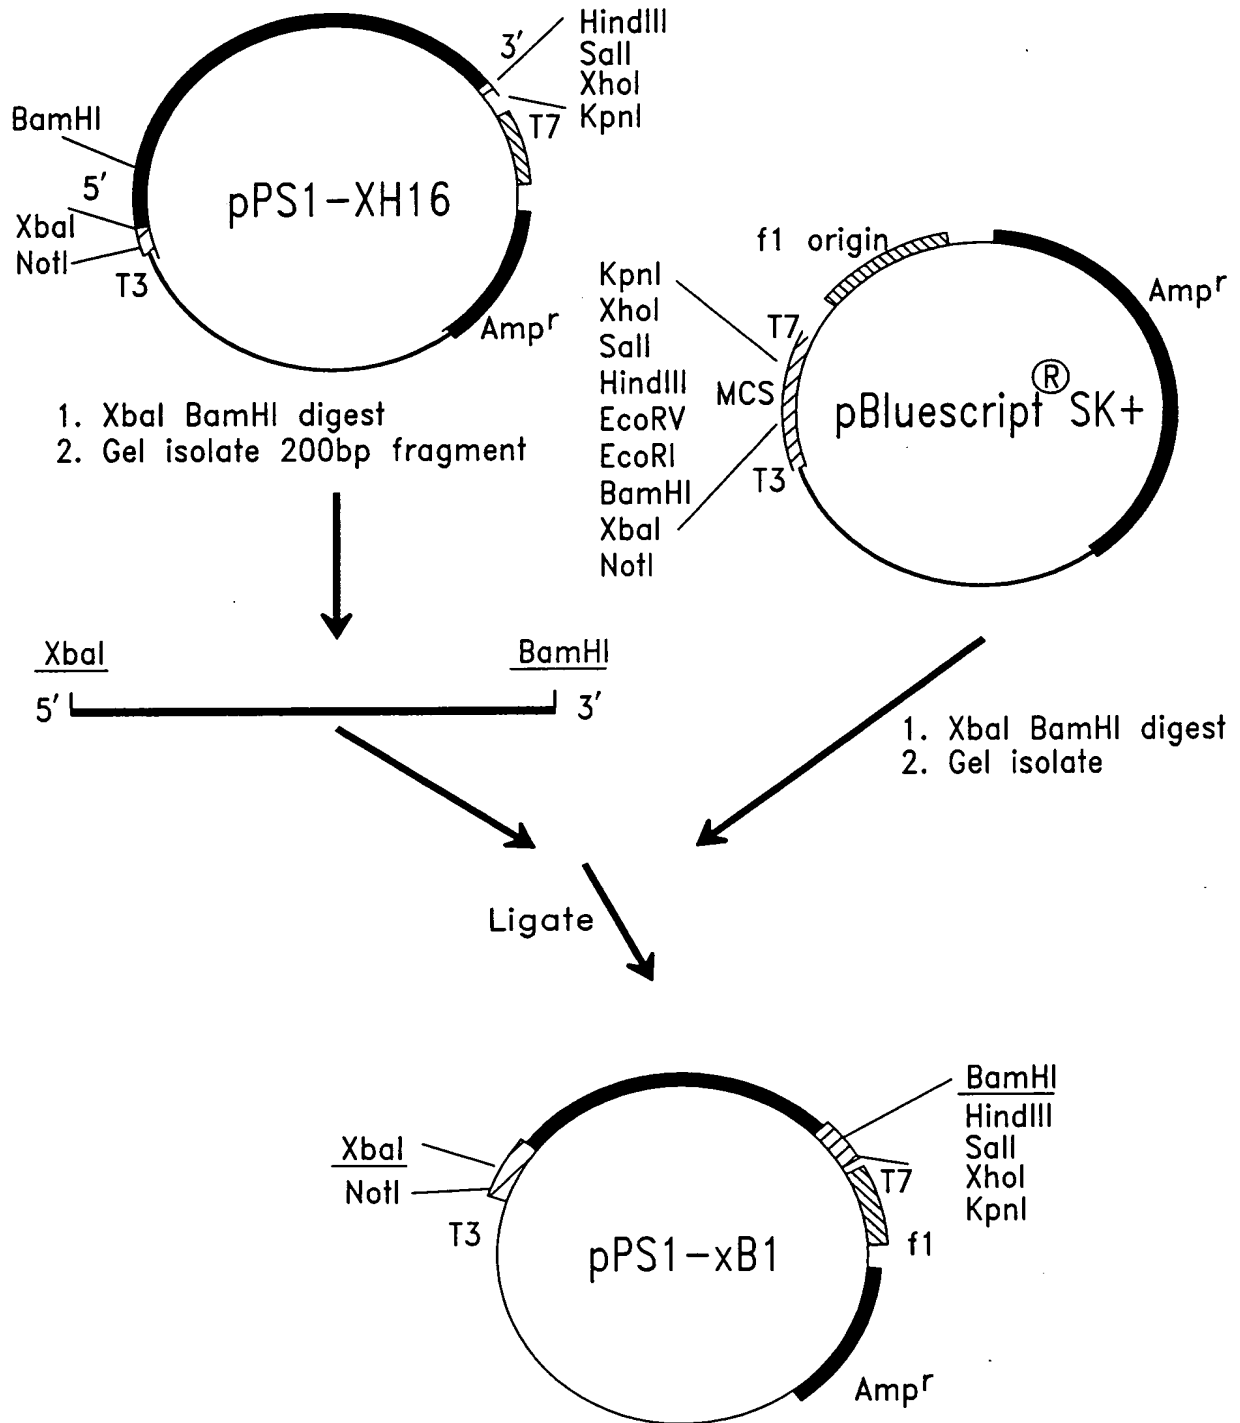 HindIII
SalI
XhoI
KpnI
3′
T7
BamHI
5′
XbaI
NotI
T3
pPS1-XH16
Ampʳ
1. XbaI BamHI digest
2. Gel isolate 200bp fragment
f1 origin
Ampʳ
KpnI
XhoI
SalI
HindIII
EcoRV
EcoRI
BamHI
XbaI
NotI
T7
MCS
T3
pBluescript® SK+
XbaI
BamHI
5′
3′
1. XbaI BamHI digest
2. Gel isolate
Ligate
BamHI
HindIII
SalI
XhoI
KpnI
XbaI
NotI
T3
T7
f1
pPS1-xB1
Ampʳ